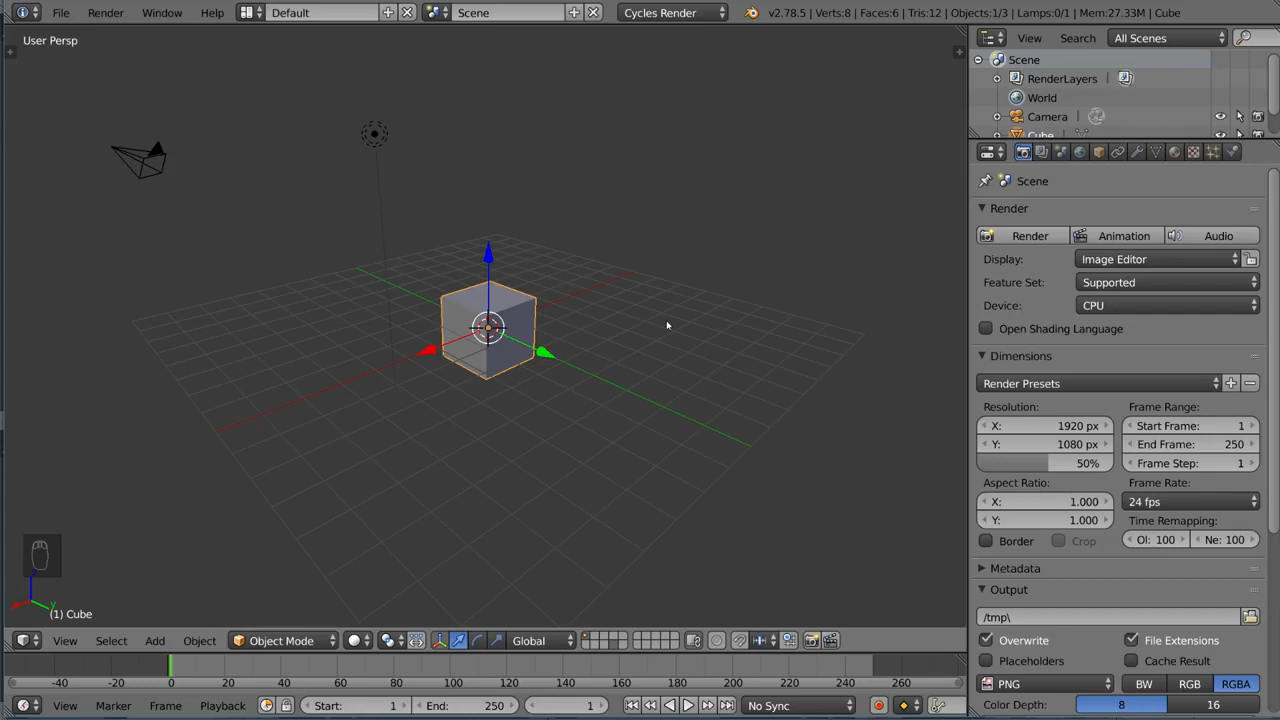 File Render Window Help Default Scene Cycles Render v2.78.5 | Verts:8 | Faces:6 | Tris:12 | Objects:1/3 | Lamps:0/1 | Mem:27.33M | Cube
User Persp
View Search All Scenes
Scene
RenderLayers |
World
Camera
Cube
Scene
Render
Render Animation Audio
Display: Image Editor
Feature Set: Supported
Device: CPU
Open Shading Language
Dimensions
Render Presets
Resolution: Frame Range:
X: 1920 px Start Frame: 1
Y: 1080 px End Frame: 250
50% Frame Step: 1
Aspect Ratio: Frame Rate:
X: 1.000 24 fps
Y: 1.000 Time Remapping:
Border Crop Ol: 100 Ne: 100
Metadata
Output
/tmp\
Overwrite File Extensions
Placeholders Cache Result
PNG BW RGB RGBA
Color Depth: 8 16
z
y
(1) Cube
View Select Add Object Object Mode Global
-40 -20 0 20 40 60 80 100 120 140 160 180 200 220 240 260
View Marker Frame Playback Start: 1 End: 250 1 No Sync